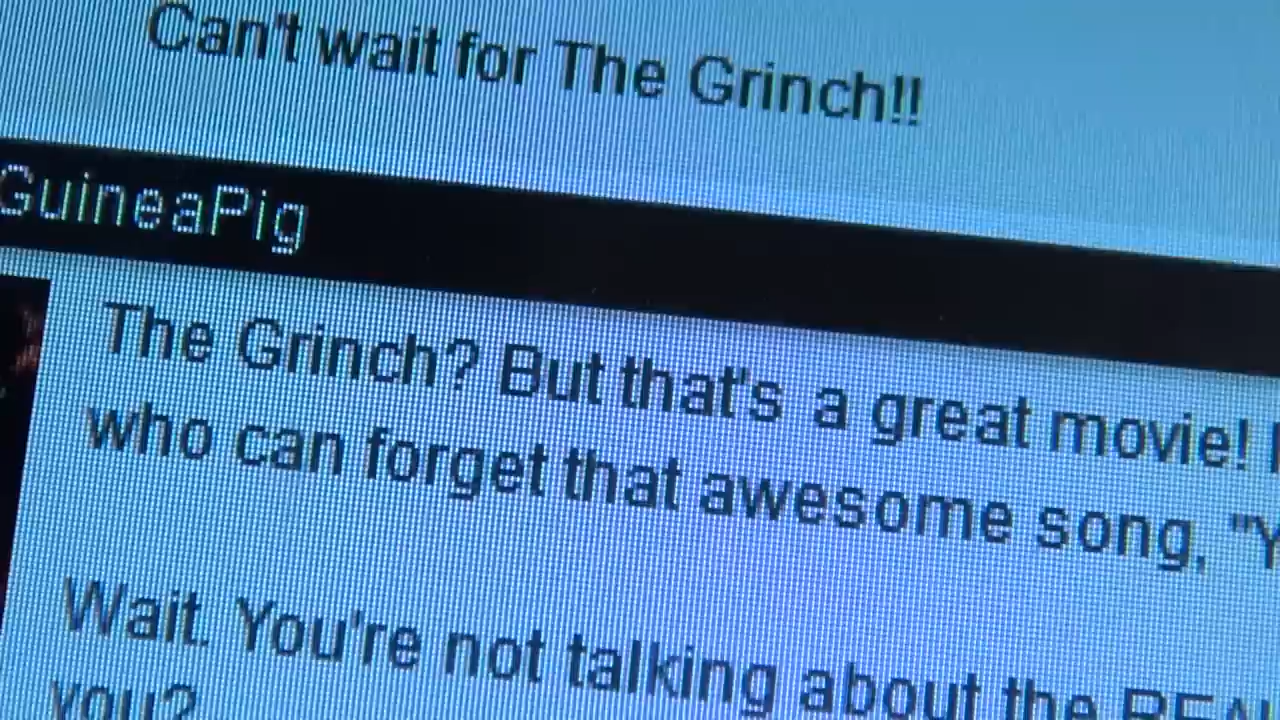 Can't wait for The Grinch!!
GuineaPig
The Grinch? But that's a great movie!
who can forget that awesome song,
Wait. You're not talking about the
you?